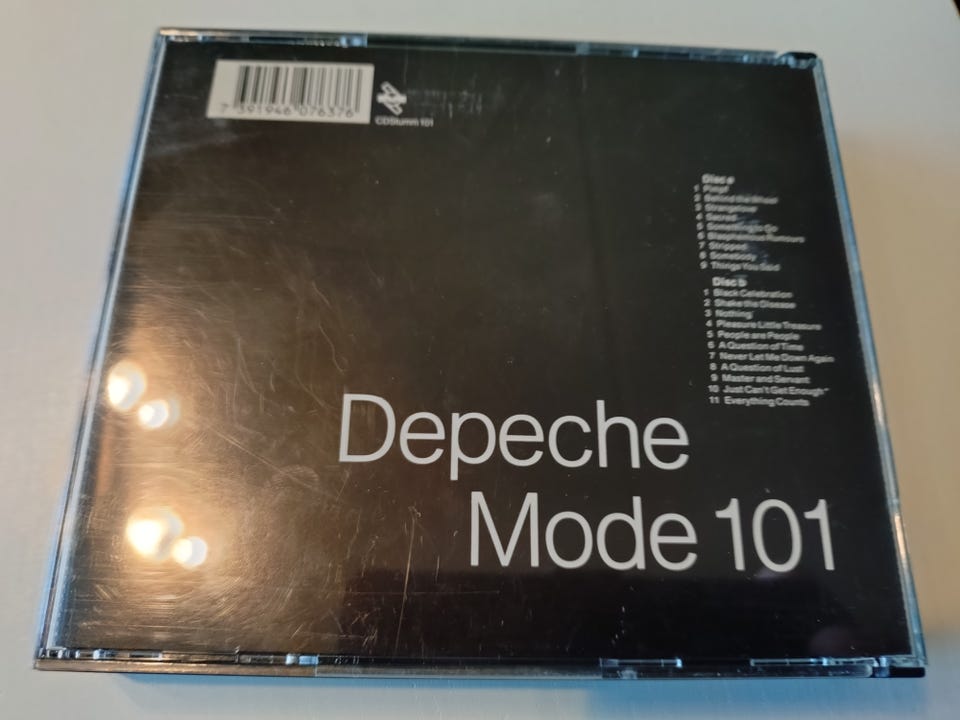 7 391946 076376
CDStumm 101
Disc a
1 Pimpf
2 Behind the Wheel
3 Strangelove
4 Sacred
5 Something to Do
6 Blasphemous Rumours
7 Stripped
8 Somebody
9 Things You Said
Disc b
1 Black Celebration
2 Shake the Disease
3 Nothing
4 Pleasure Little Treasure
5 People are People
6 A Question of Time
7 Never Let Me Down Again
8 A Question of Lust
9 Master and Servant
10 Just Can't Get Enough*
11 Everything Counts
Depeche
Mode 101